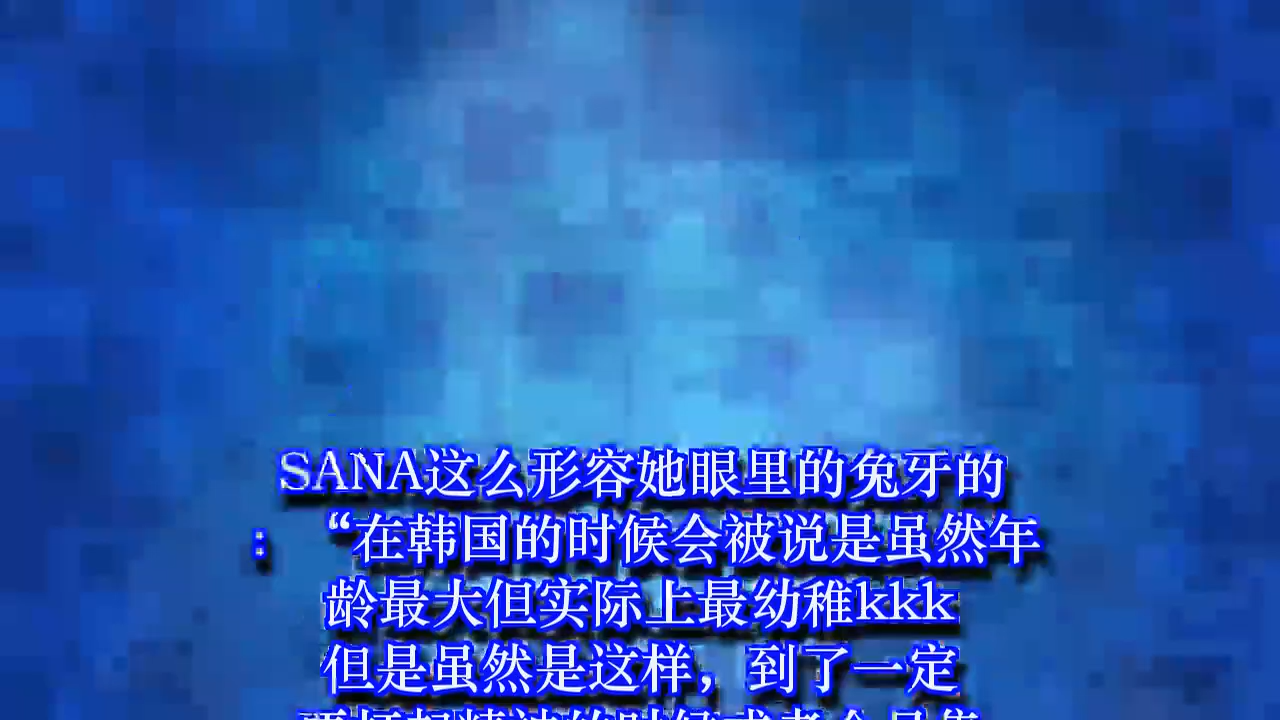 SANA这么形容她眼里的兔牙的
：“在韩国的时候会被说是虽然年
龄最大但实际上最幼稚kkk
但是虽然是这样，到了一定